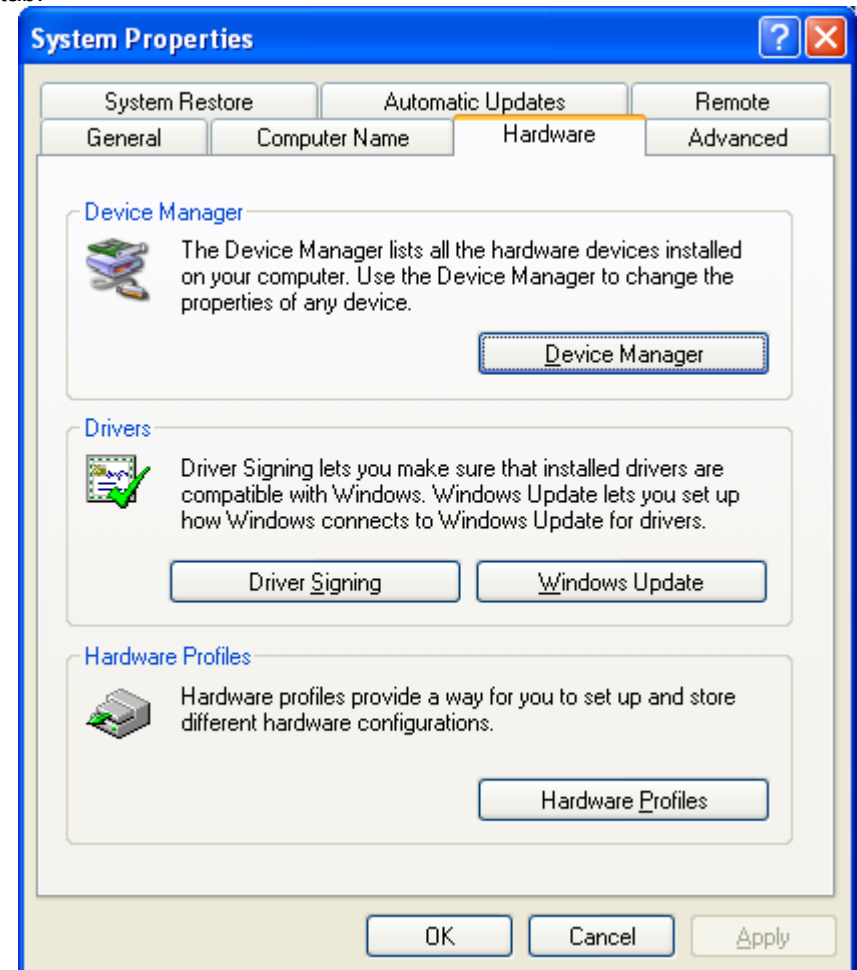 tab.
System Properties
?
System Restore Automatic Updates Remote
General Computer Name Hardware Advanced
Device Manager
The Device Manager lists all the hardware devices installed
on your computer. Use the Device Manager to change the
properties of any device.
Device Manager
Drivers
Driver Signing lets you make sure that installed drivers are
compatible with Windows. Windows Update lets you set up
how Windows connects to Windows Update for drivers.
Driver Signing Windows Update
Hardware Profiles
Hardware profiles provide a way for you to set up and store
different hardware configurations.
Hardware Profiles
OK Cancel Apply